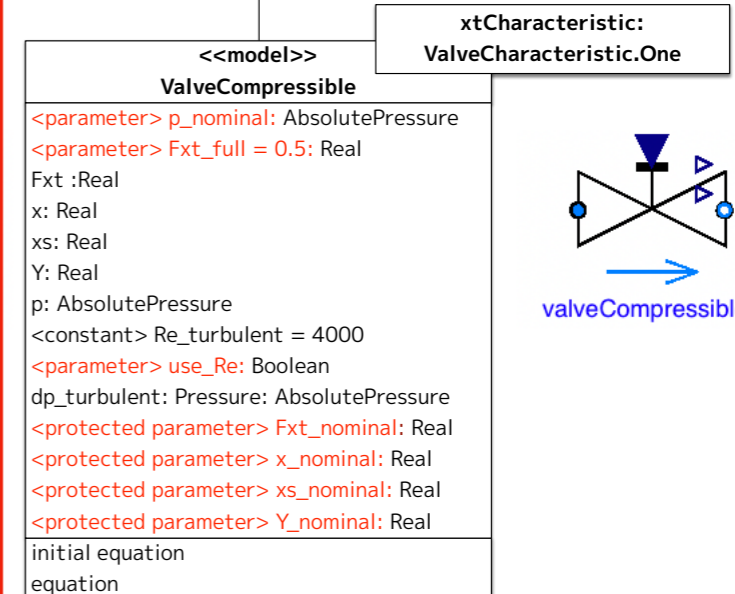 xtCharacteristic:
ValveCharacteristic.One
<<model>>
ValveCompressible
<parameter> p_nominal: AbsolutePressure
<parameter> Fxt_full = 0.5: Real
Fxt :Real
x: Real
xs: Real
Y: Real
p: AbsolutePressure
<constant> Re_turbulent = 4000
<parameter> use_Re: Boolean
dp_turbulent: Pressure: AbsolutePressure
<protected parameter> Fxt_nominal: Real
<protected parameter> x_nominal: Real
<protected parameter> xs_nominal: Real
<protected parameter> Y_nominal: Real
initial equation
equation
valveCompressibl